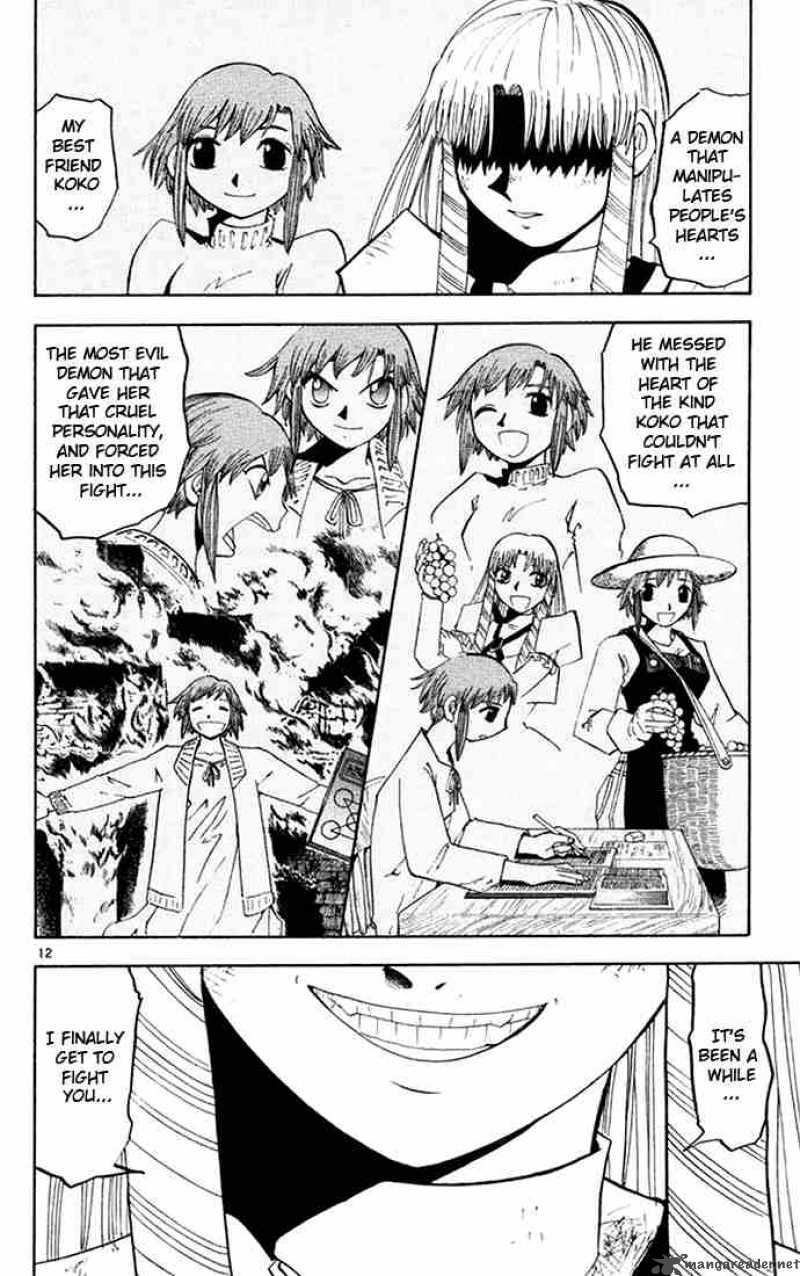 A DEMON
THAT
MANIPU-
LATES
PEOPLE'S
HEARTS
...
MY
BEST
FRIEND
KOKO
...
HE MESSED
WITH THE
HEART OF
THE KIND
KOKO THAT
COULDN'T
FIGHT AT ALL
...
THE MOST EVIL
DEMON THAT
GAVE HER
THAT CRUEL
PERSONALITY,
AND FORCED
HER INTO THIS
FIGHT...
12
IT'S
BEEN A
WHILE
...
I FINALLY
GET TO
FIGHT
YOU...
mangareader.net